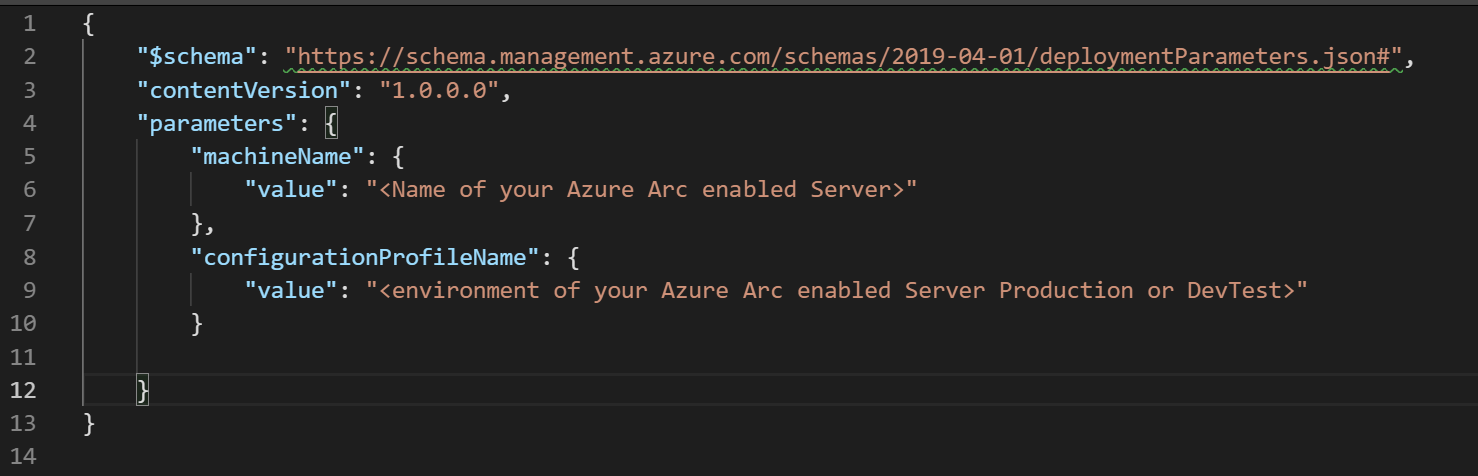 1 {
2 "$schema": "https://schema.management.azure.com/schemas/2019-04-01/deploymentParameters.json#",
3 "contentVersion": "1.0.0.0",
4 "parameters": {
5 "machineName": {
6 "value": "<Name of your Azure Arc enabled Server>"
7 },
8 "configurationProfileName": {
9 "value": "<environment of your Azure Arc enabled Server Production or DevTest>"
10 }
11
12 }
13 }
14